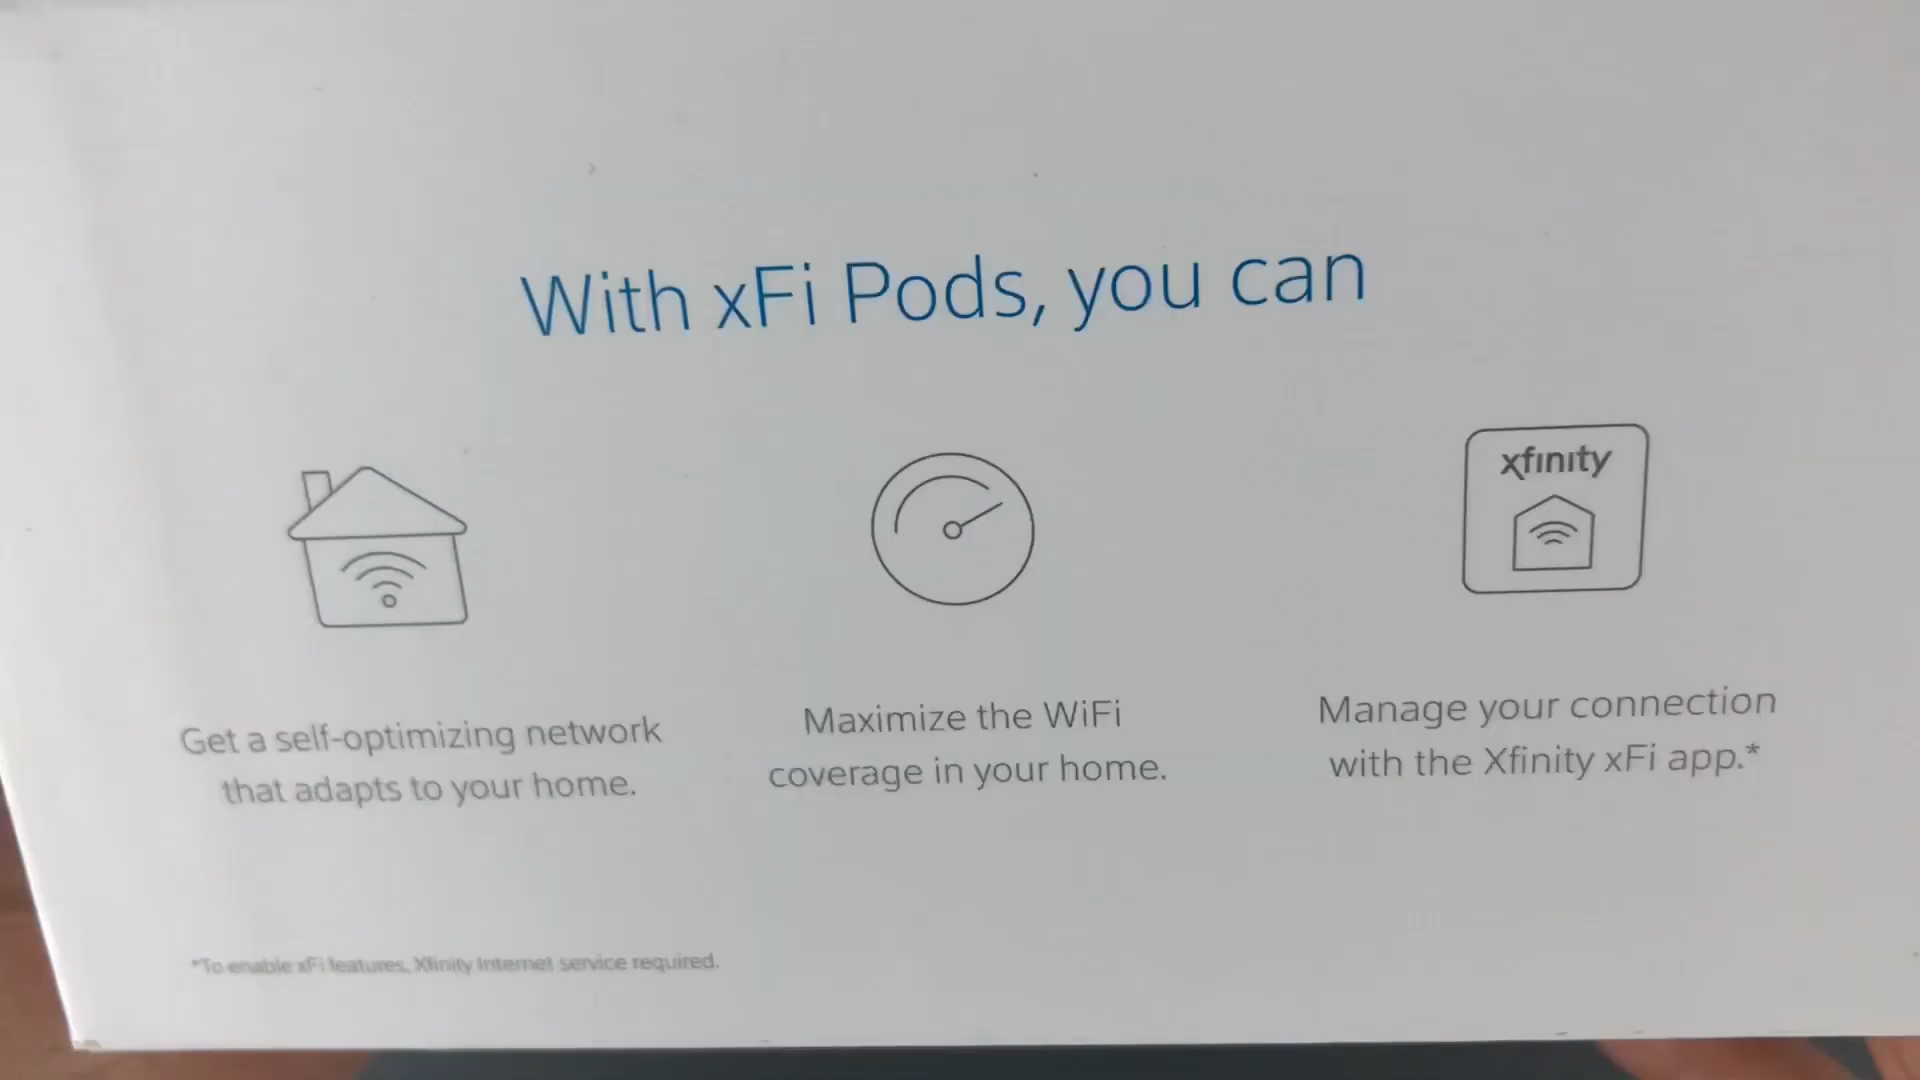 With xFi Pods, you can
xfinity
Get a self-optimizing network
that adapts to your home.
Maximize the WiFi
coverage in your home.
Manage your connection
with the Xfinity xFi app.*
*To enable xFi features, Xfinity Internet service required.